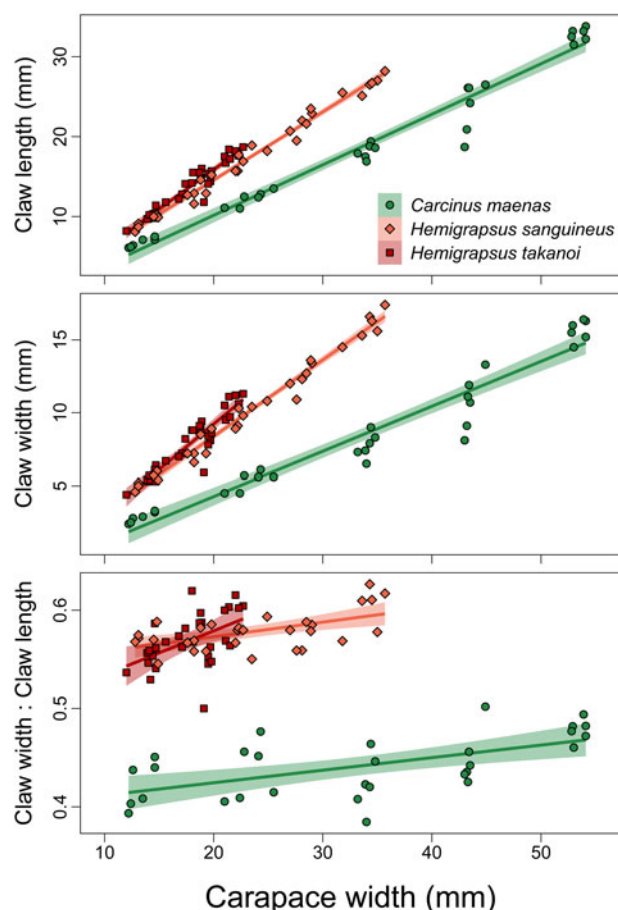 Claw length (mm)
30
20
10
Carcinus maenas
Hemigrapsus sanguineus
Hemigrapsus takanoi
Claw width (mm)
15
10
5
Claw width : Claw length
0.6
0.5
0.4
10 20 30 40 50
Carapace width (mm)